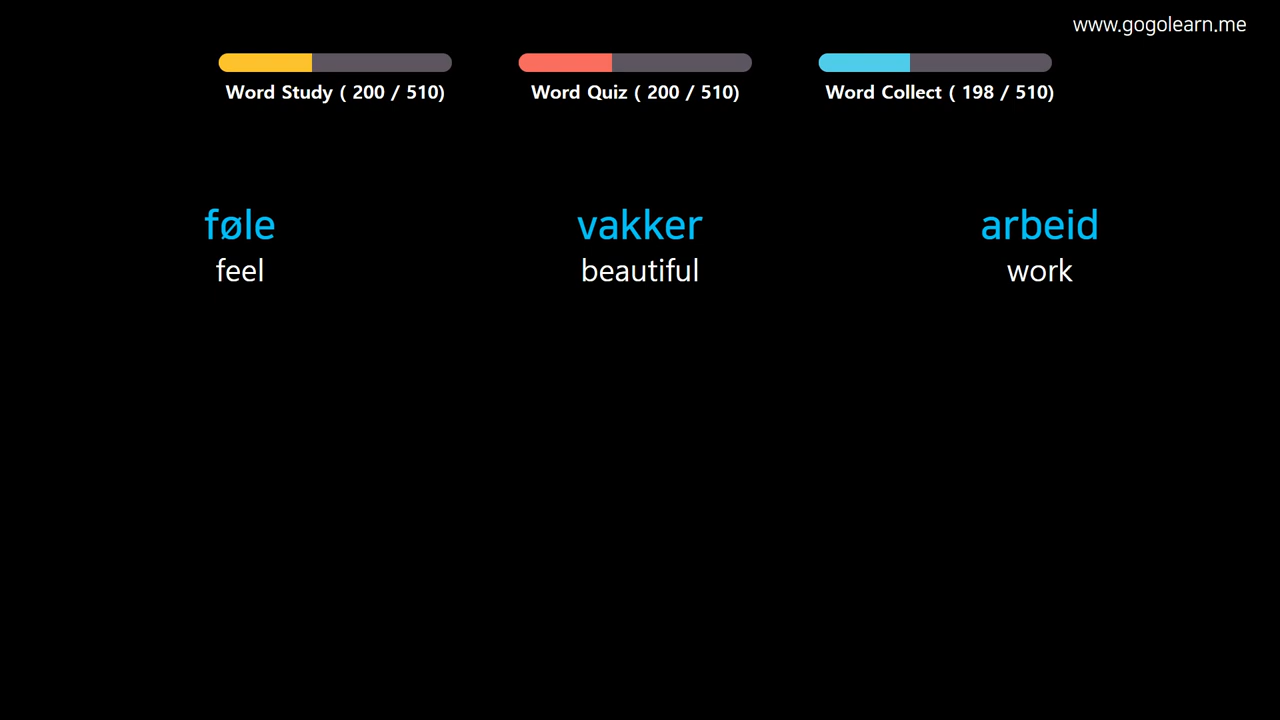 www.gogolearn.me
Word Study ( 200 / 510)
Word Quiz ( 200 / 510)
Word Collect ( 198 / 510)
føle
feel
vakker
beautiful
arbeid
work